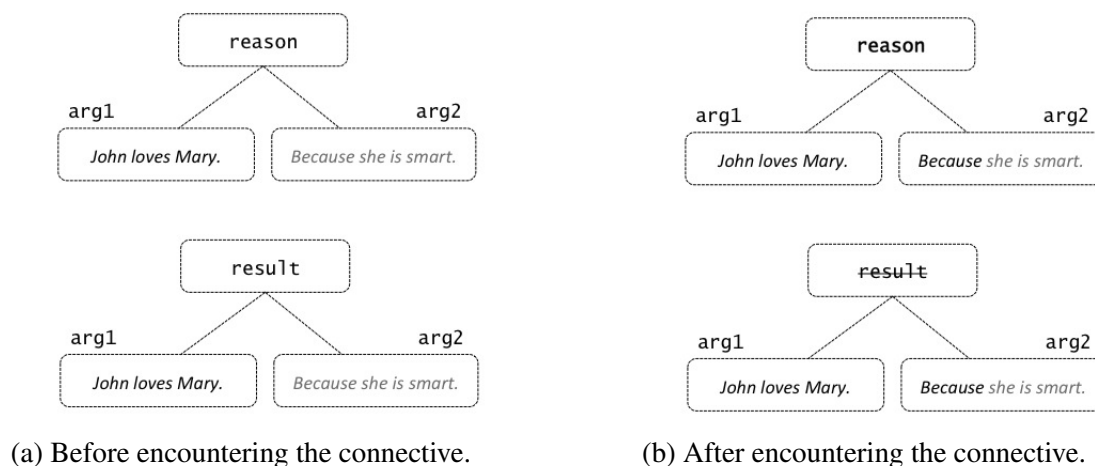 reason
arg1
arg2
John loves Mary.
Because she is smart.
result
arg1
arg2
John loves Mary.
Because she is smart.
(a) Before encountering the connective.
reason
arg1
arg2
John loves Mary.
Because she is smart.
result
arg1
arg2
John loves Mary.
Because she is smart.
(b) After encountering the connective.